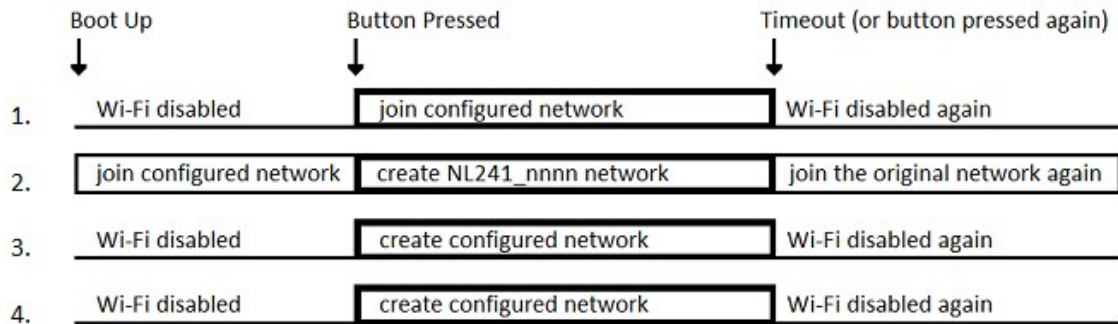 Boot Up Button Pressed Timeout (or button pressed again)
1. Wi-Fi disabled join configured network Wi-Fi disabled again
2. join configured network create NL241_nnnn network join the original network again
3. Wi-Fi disabled create configured network Wi-Fi disabled again
4. Wi-Fi disabled create configured network Wi-Fi disabled again